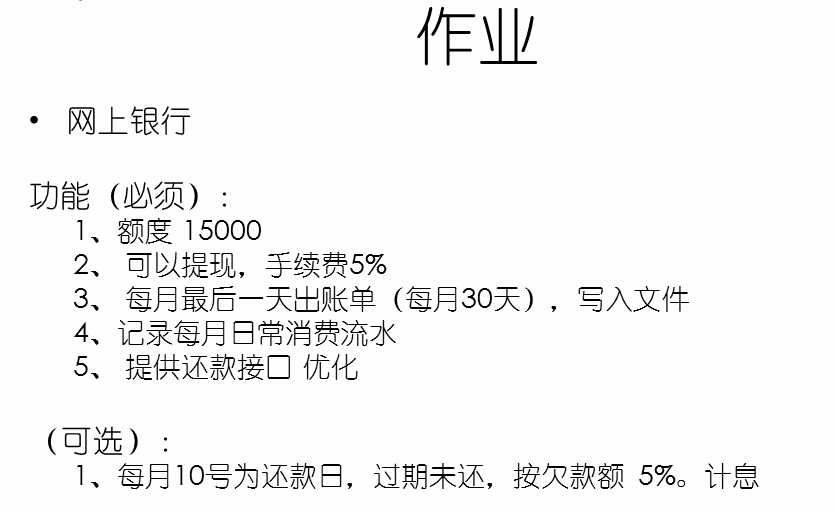 作业
• 网上银行
功能（必须）：
1、额度 15000
2、 可以提现，手续费5%
3、 每月最后一天出账单（每月30天），写入文件
4、记录每月日常消费流水
5、 提供还款接口 优化
（可选）：
1、每月10号为还款日，过期未还，按欠款额 5%。计息